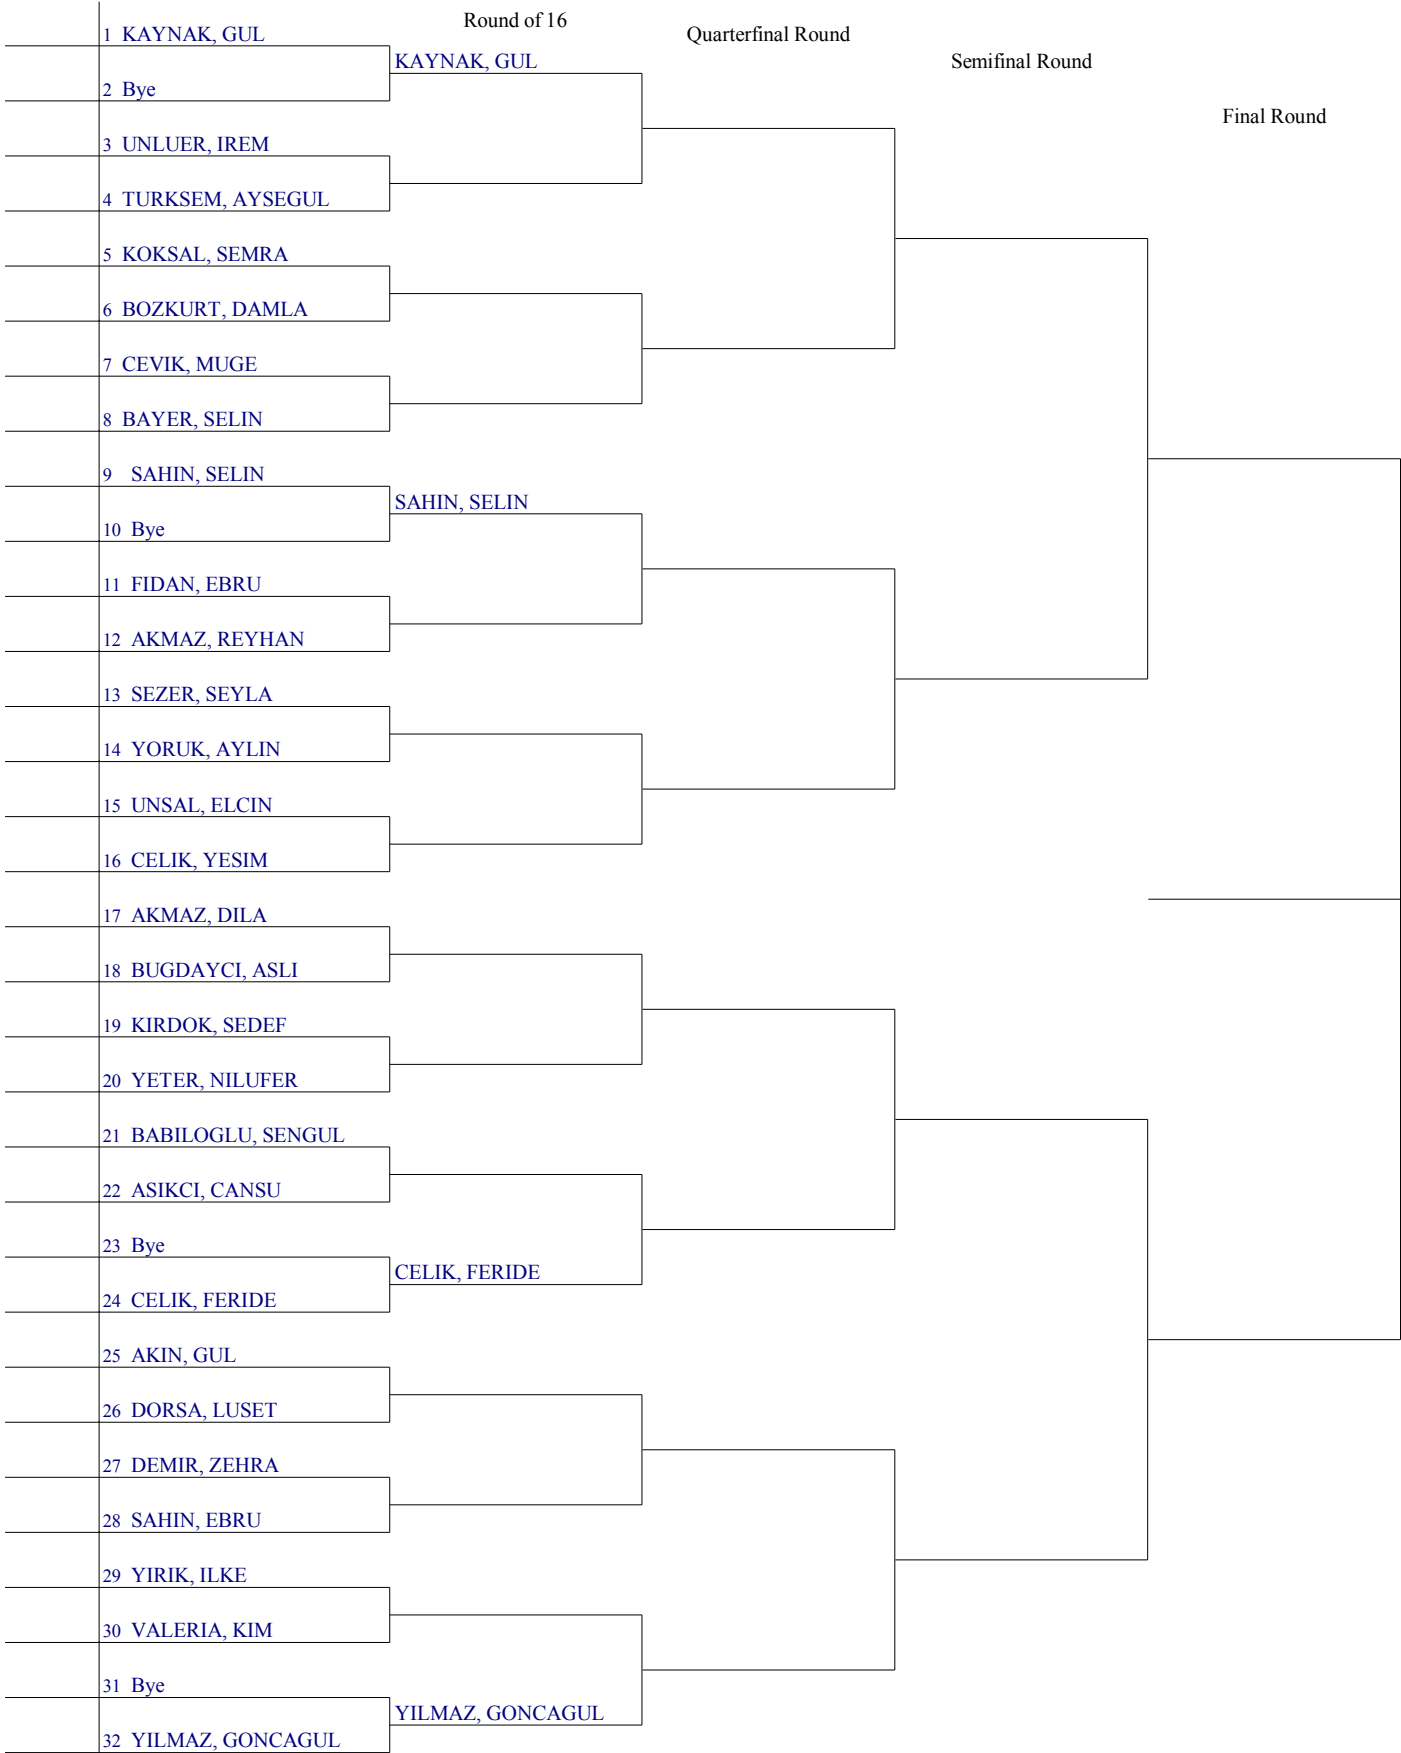 Round of 16
Quarterfinal Round
Semifinal Round
Final Round
1 KAYNAK, GUL
KAYNAK, GUL
2 Bye
3 UNLUER, IREM
4 TURKSEM, AYSEGUL
5 KOKSAL, SEMRA
6 BOZKURT, DAMLA
7 CEVIK, MUGE
8 BAYER, SELIN
9 SAHIN, SELIN
SAHIN, SELIN
10 Bye
11 FIDAN, EBRU
12 AKMAZ, REYHAN
13 SEZER, SEYLA
14 YORUK, AYLIN
15 UNSAL, ELCIN
16 CELIK, YESIM
17 AKMAZ, DILA
18 BUGDAYCI, ASLI
19 KIRDOK, SEDEF
20 YETER, NILUFER
21 BABILOGLU, SENGUL
22 ASIKCI, CANSU
23 Bye
CELIK, FERIDE
24 CELIK, FERIDE
25 AKIN, GUL
26 DORSA, LUSET
27 DEMIR, ZEHRA
28 SAHIN, EBRU
29 YIRIK, ILKE
30 VALERIA, KIM
31 Bye
YILMAZ, GONCAGUL
32 YILMAZ, GONCAGUL